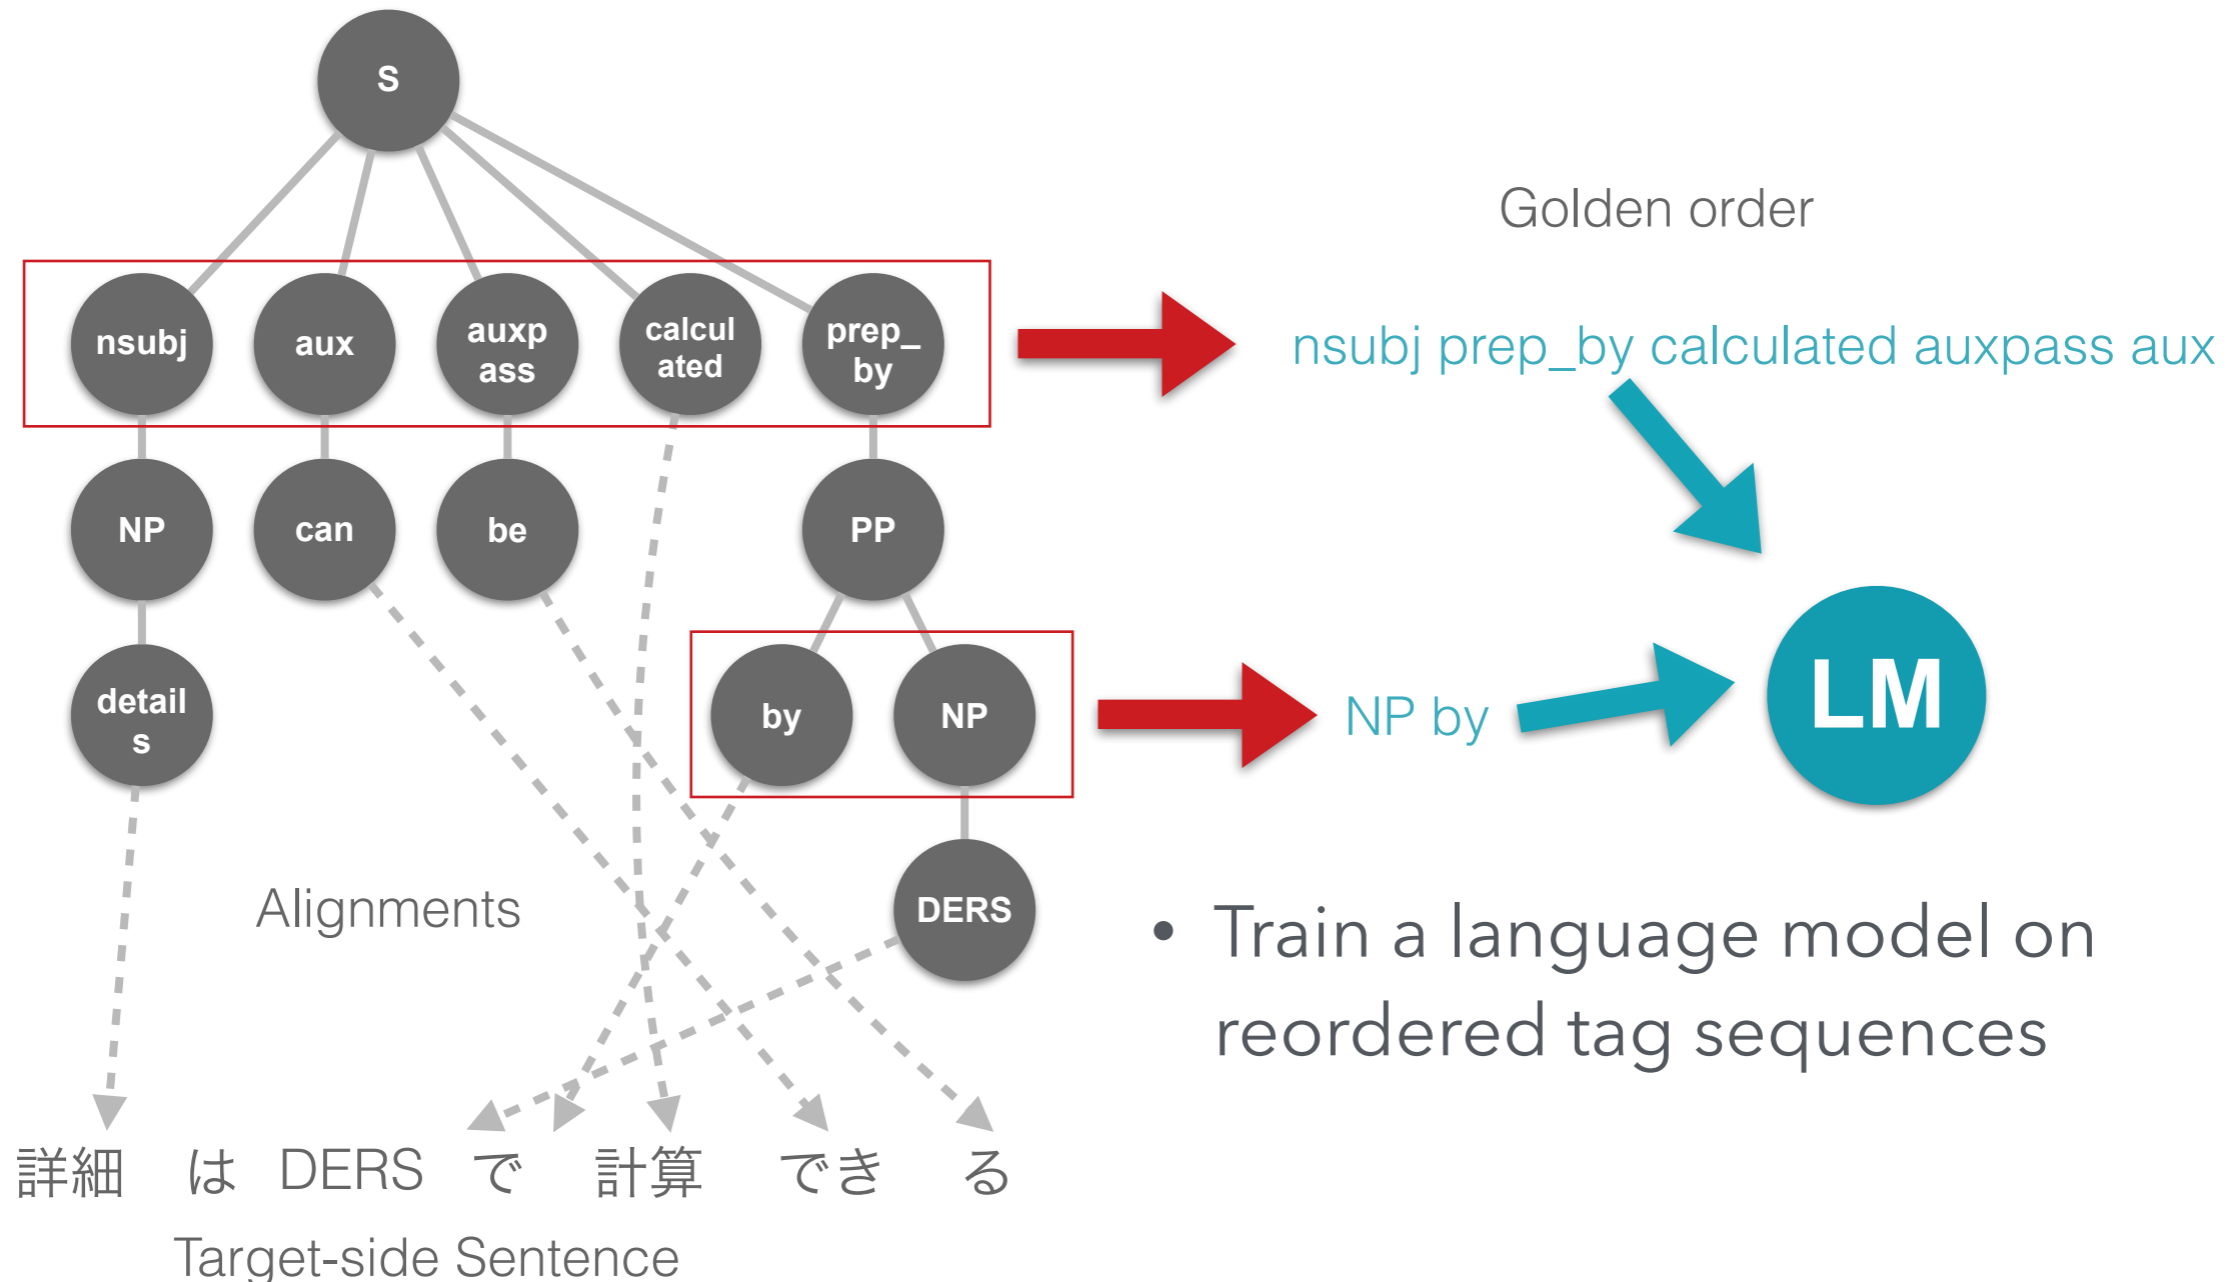 S
Golden order
nsubj
aux
auxp
ass
calcul
ated
prep_
by
nsubj prep_by calculated auxpass aux
NP
can
be
PP
detail
s
by
NP
NP by
LM
Alignments
DERS
• Train a language model on
reordered tag sequences
詳細 は DERS で 計算 でき る
Target-side Sentence